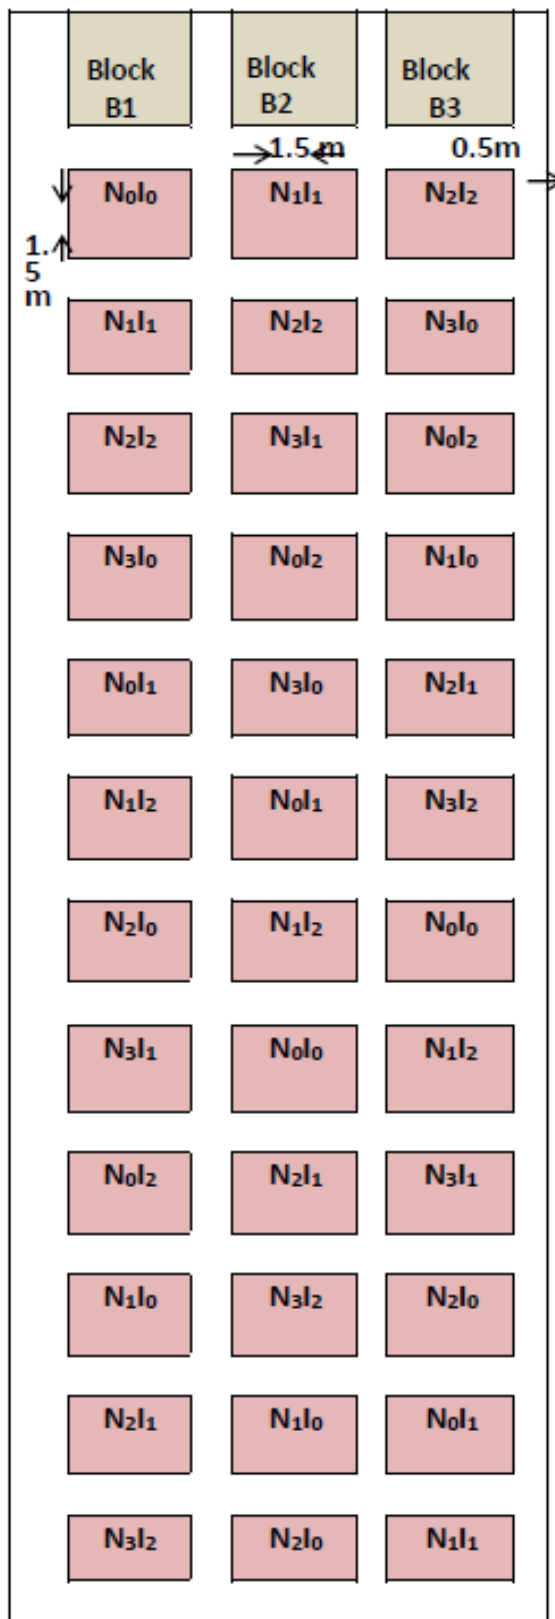 Block Block Block
B1 B2 B3
1.5 m 0.5m
N₀I₀ N₁I₁ N₂I₂
1.
5
m
N₁I₁ N₂I₂ N₃I₀
N₂I₂ N₃I₁ N₀I₂
N₃I₀ N₀I₂ N₁I₀
N₀I₁ N₃I₀ N₂I₁
N₁I₂ N₀I₁ N₃I₂
N₂I₀ N₁I₂ N₀I₀
N₃I₁ N₀I₀ N₁I₂
N₀I₂ N₂I₁ N₃I₁
N₁I₀ N₃I₂ N₂I₀
N₂I₁ N₁I₀ N₀I₁
N₃I₂ N₂I₀ N₁I₁